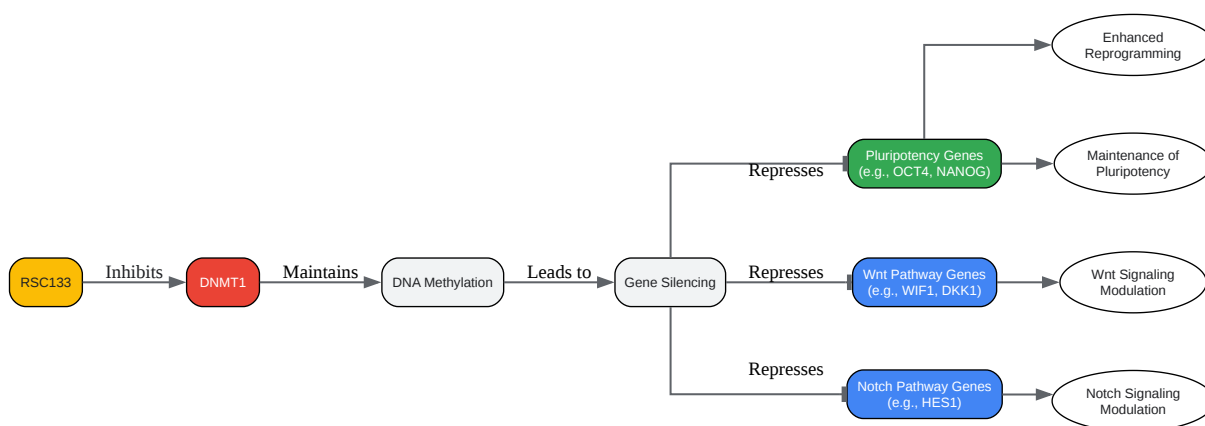 Enhanced
Reprogramming
Pluripotency Genes
(e.g., OCT4, NANOG)
Maintenance of
Pluripotency
Represses
RSC133
Inhibits
DNMT1
Maintains
DNA Methylation
Leads to
Gene Silencing
Represses
Wnt Pathway Genes
(e.g., WIF1, DKK1)
Wnt Signaling
Modulation
Represses
Notch Pathway Genes
(e.g., HES1)
Notch Signaling
Modulation